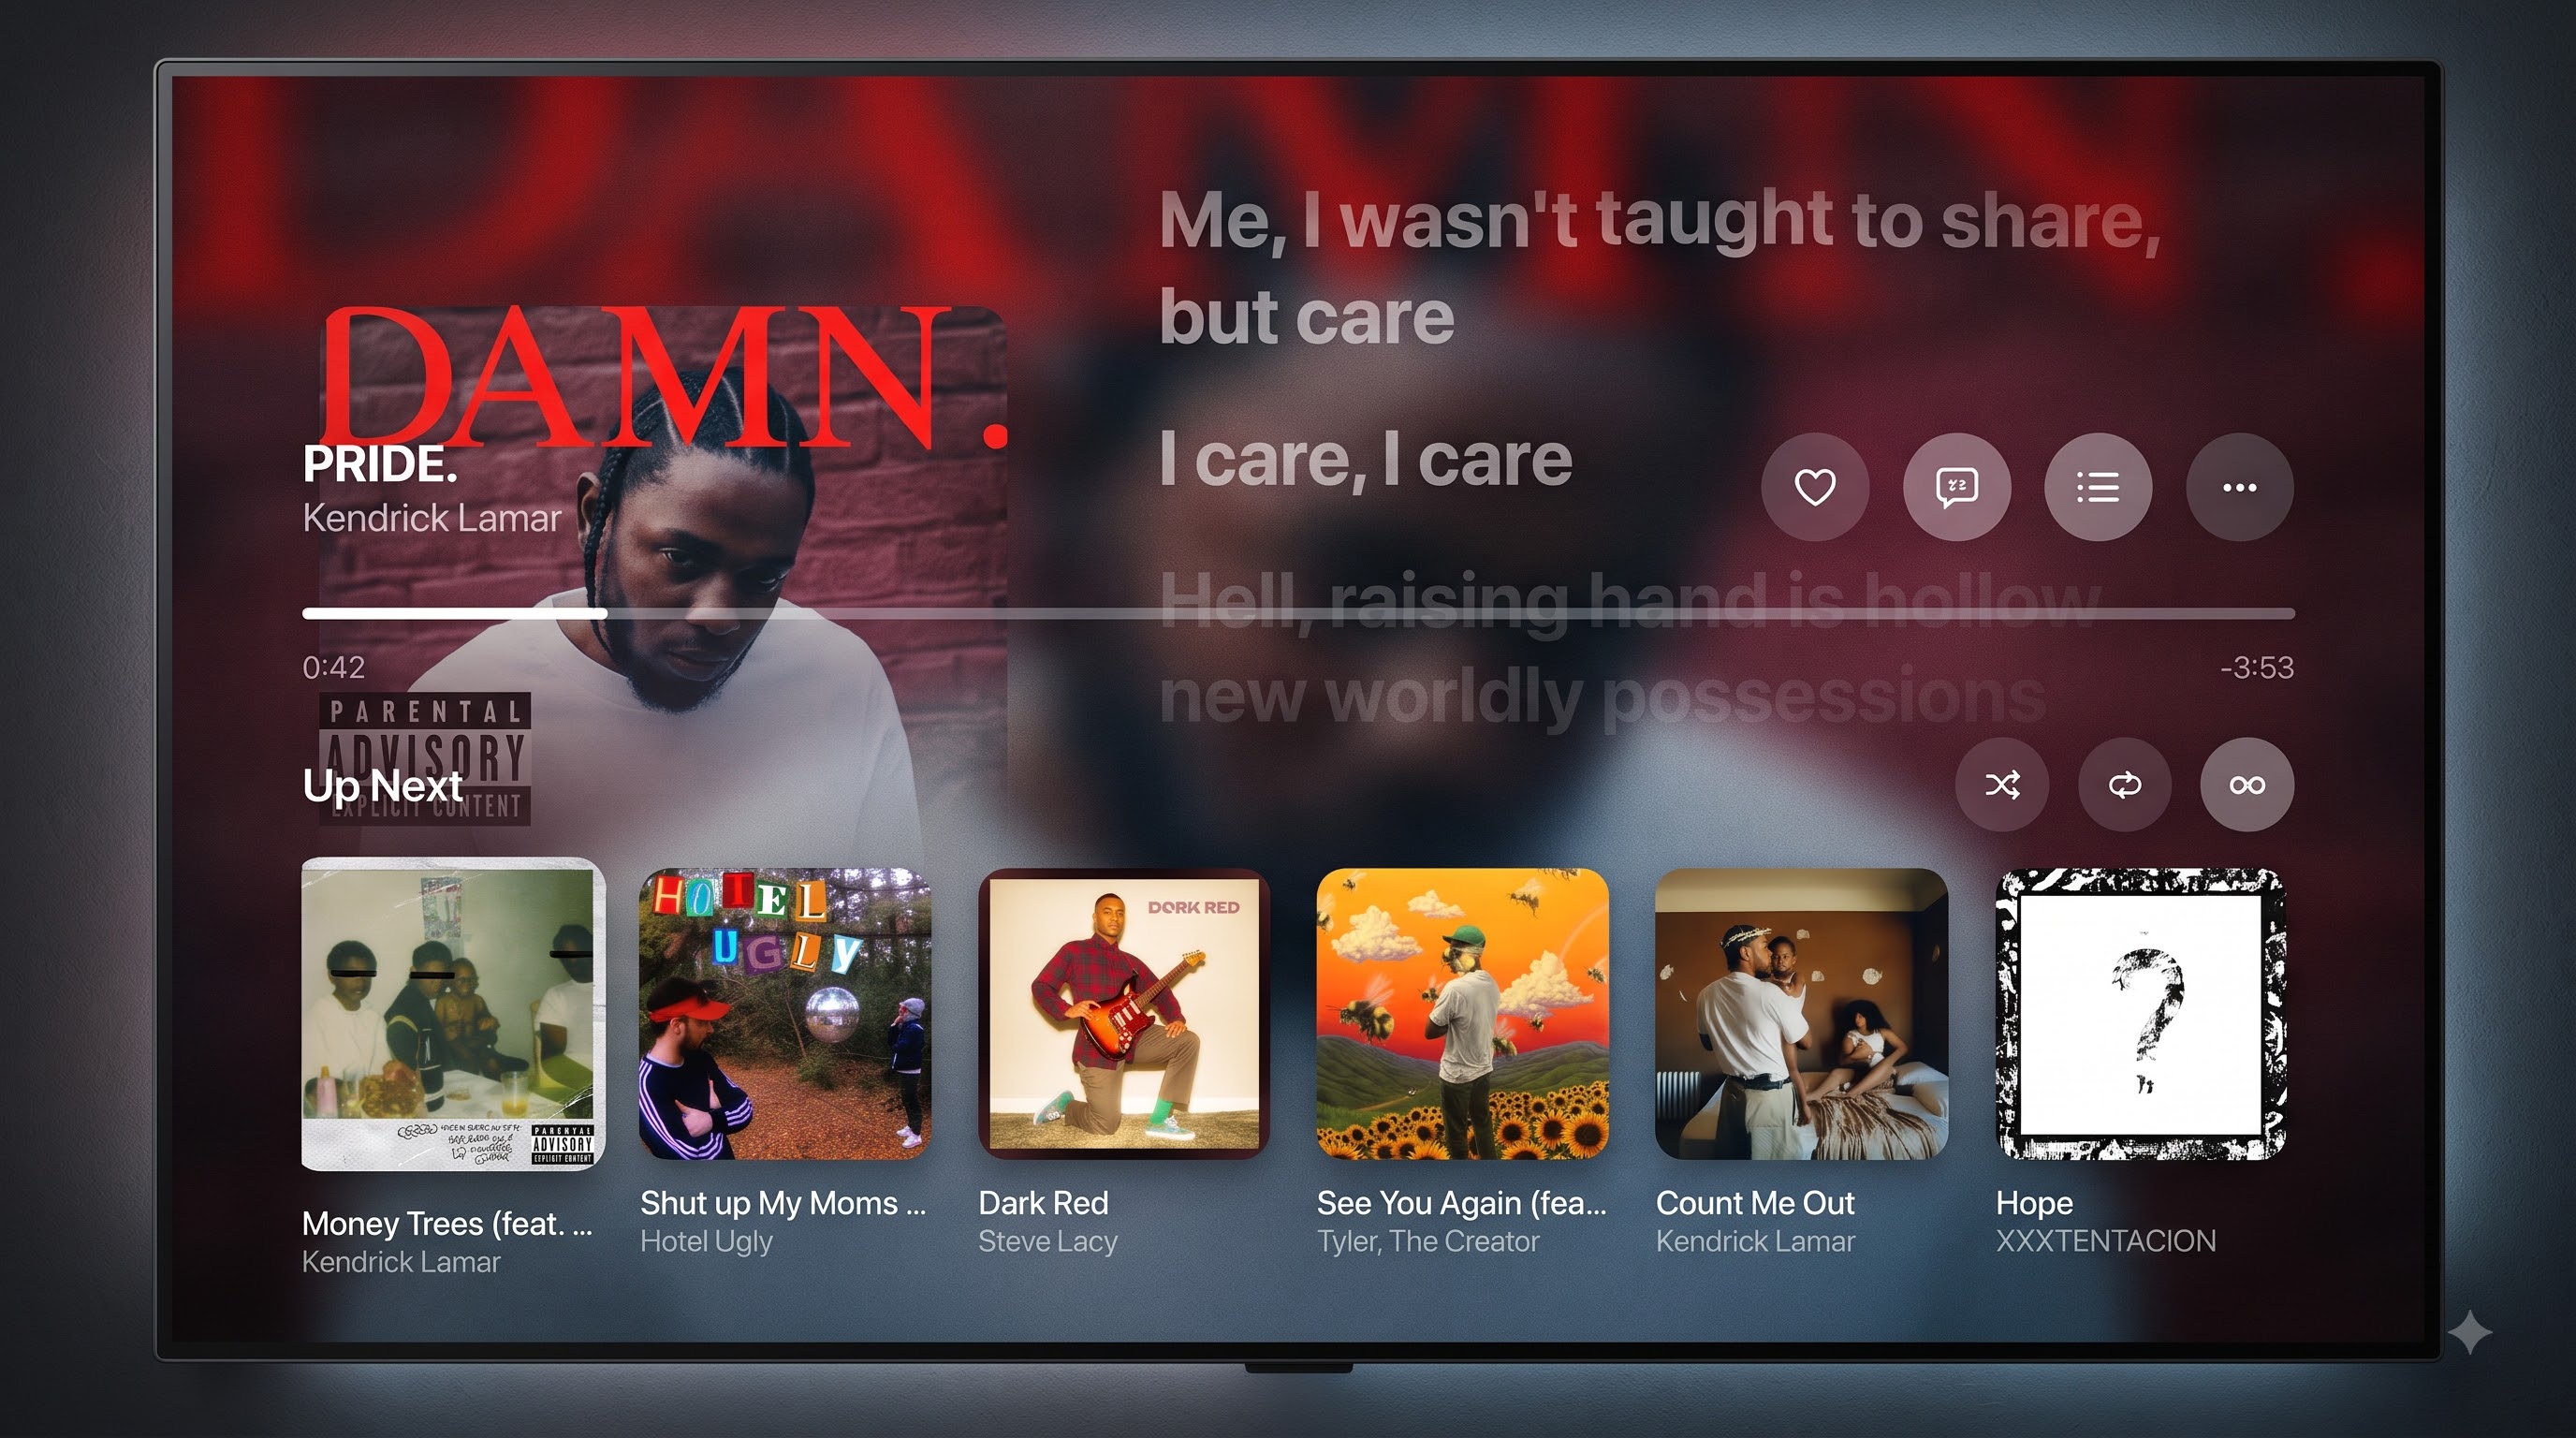 DAMN.
Me, I wasn't taught to share,
but care
I care, I care
Hell, raising hand is hollow
new worldly possessions
PRIDE.
Kendrick Lamar
0:42
-3:53
PARENTAL
ADVISORY
EXPLICIT CONTENT
Up Next
HOTEL
UGLY
DORK RED
PARENTAL
ADVISORY
EXPLICIT CONTENT
?
Money Trees (feat. ...
Kendrick Lamar
Shut up My Moms ...
Hotel Ugly
Dark Red
Steve Lacy
See You Again (fea...
Tyler, The Creator
Count Me Out
Kendrick Lamar
Hope
XXXTENTACION